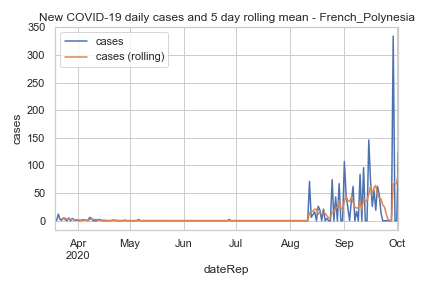 New COVID-19 daily cases and 5 day rolling mean - French_Polynesia
350
300
250
200
150
100
50
0
cases
cases
cases (rolling)
Apr
2020
May
Jun
Jul
Aug
Sep
Oct
dateRep